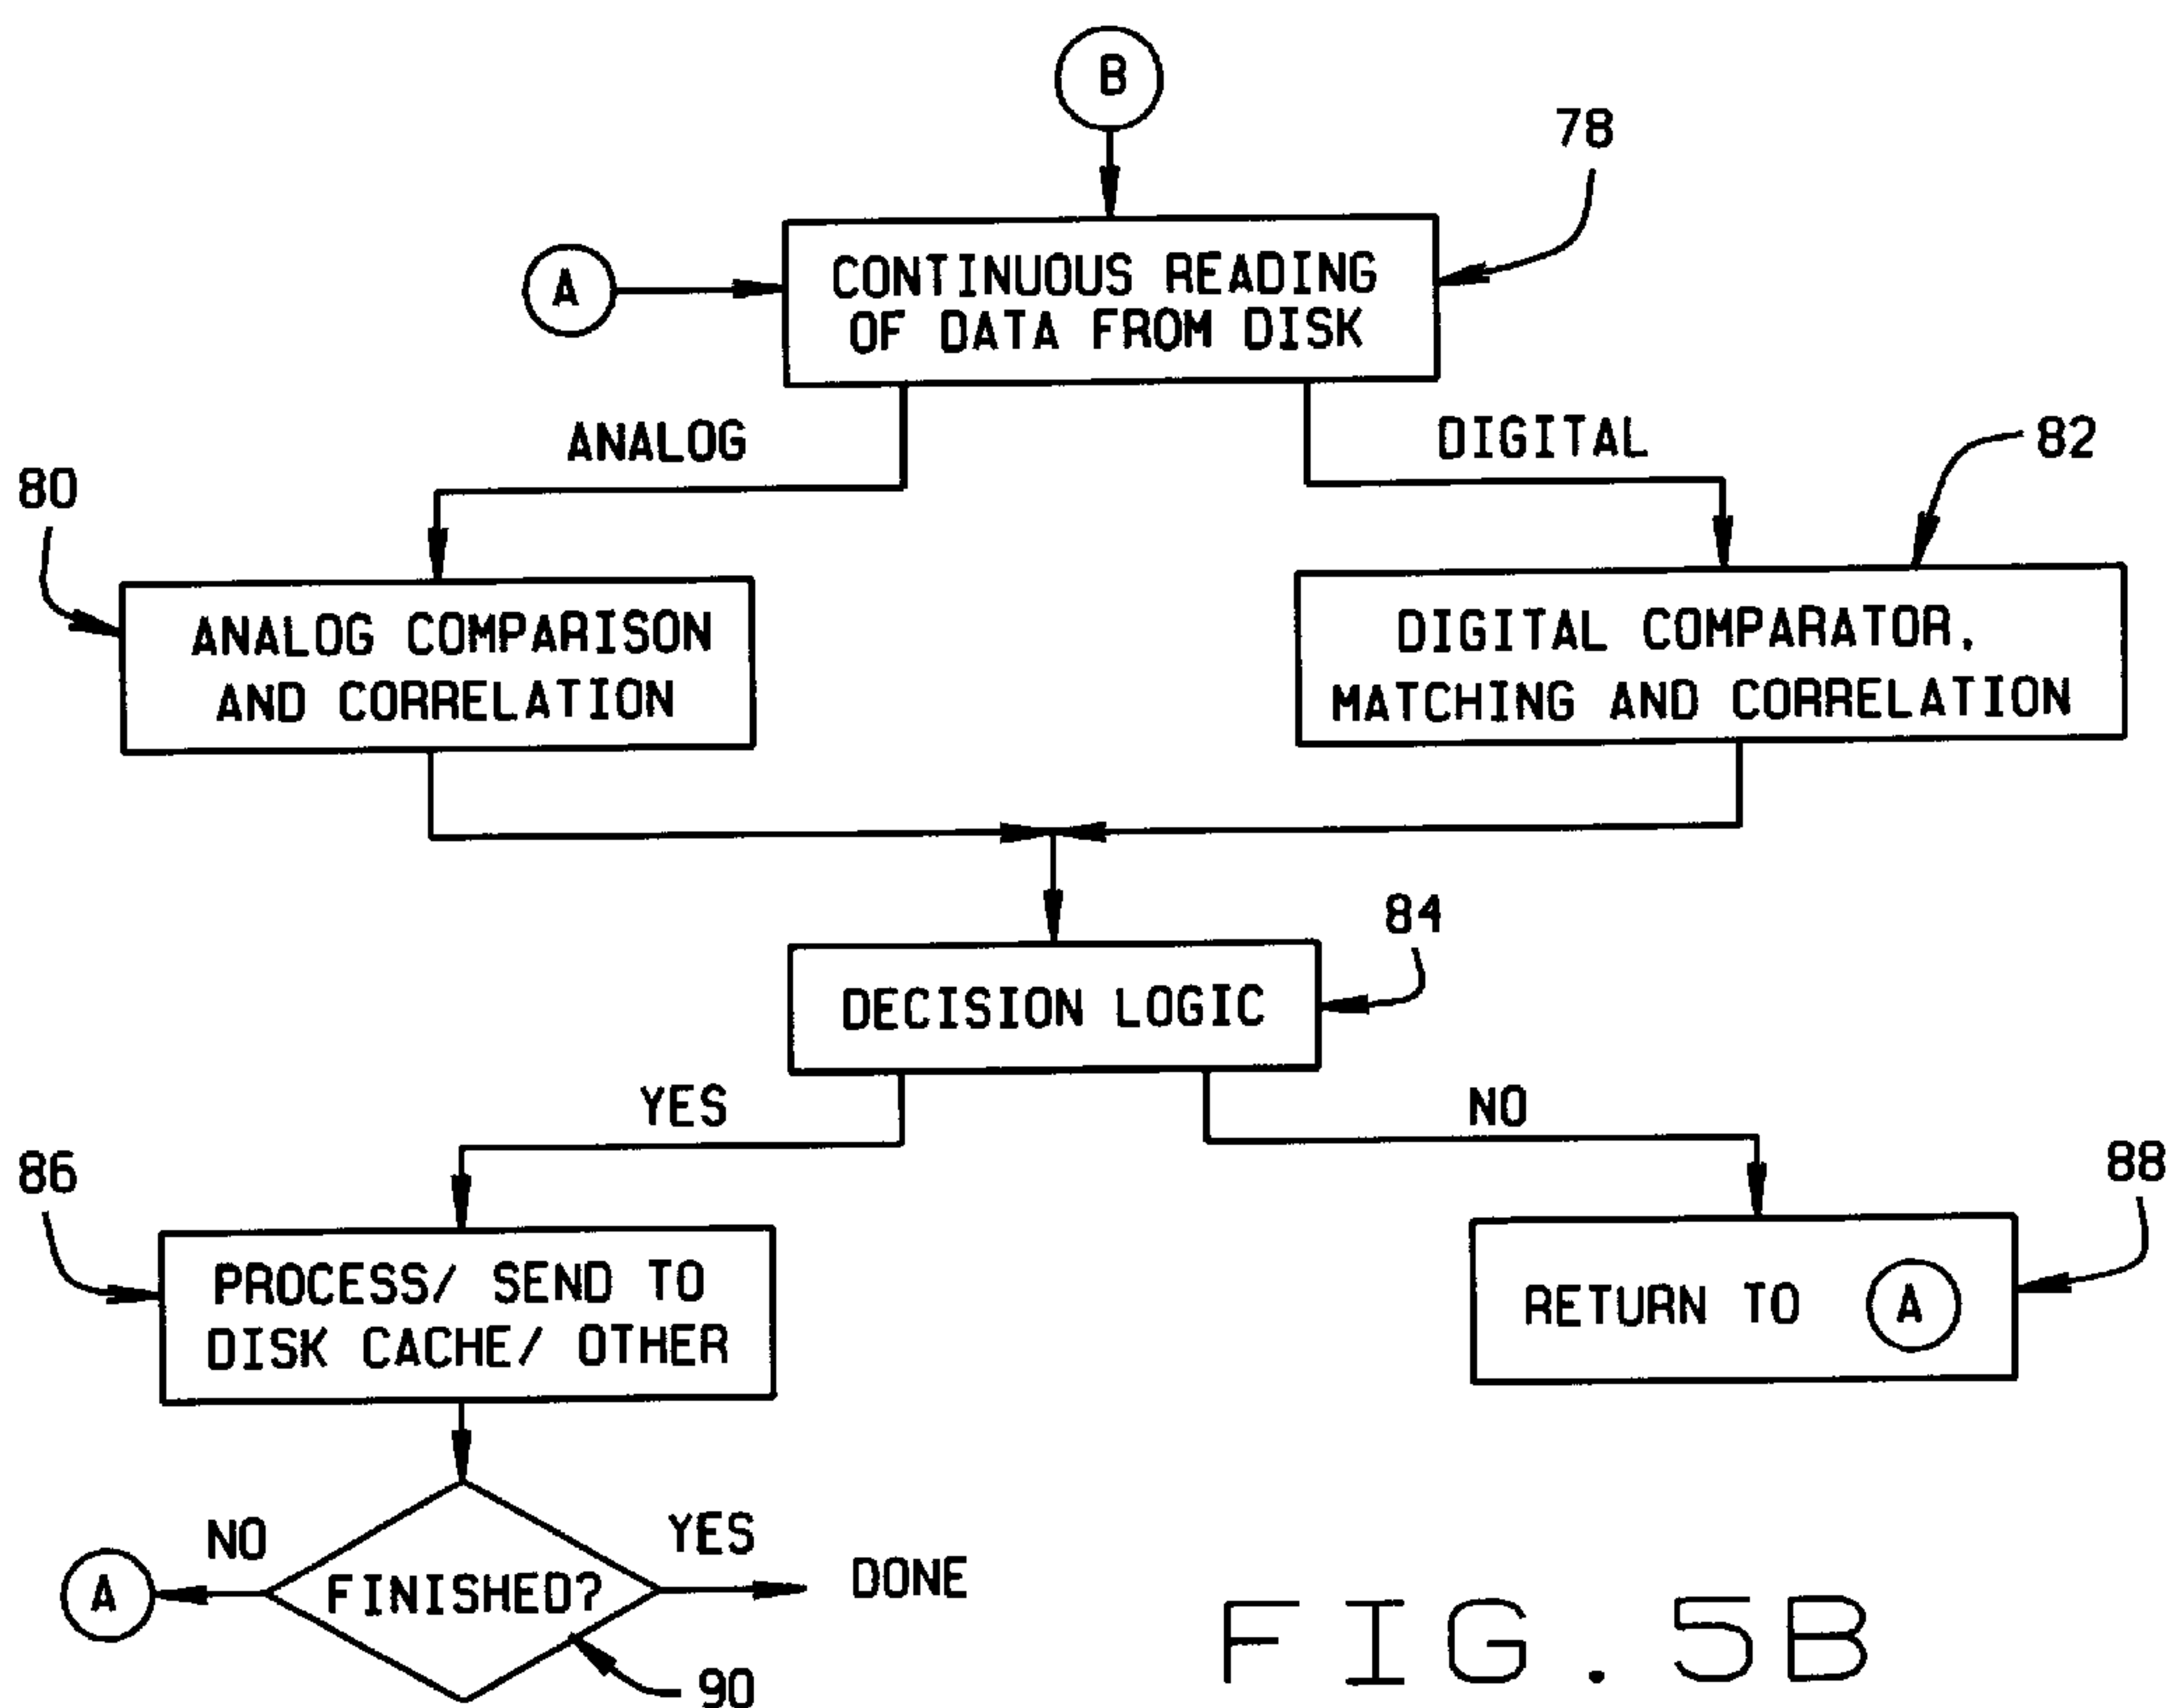 B
78
A
CONTINUOUS READING
OF DATA FROM DISK
ANALOG
DIGITAL
82
80
ANALOG COMPARISON
AND CORRELATION
DIGITAL COMPARATOR,
MATCHING AND CORRELATION
84
DECISION LOGIC
YES
NO
86
88
PROCESS/ SEND TO
DISK CACHE/ OTHER
RETURN TO A
NO
YES
A
FINISHED?
DONE
90
FIG. 5B